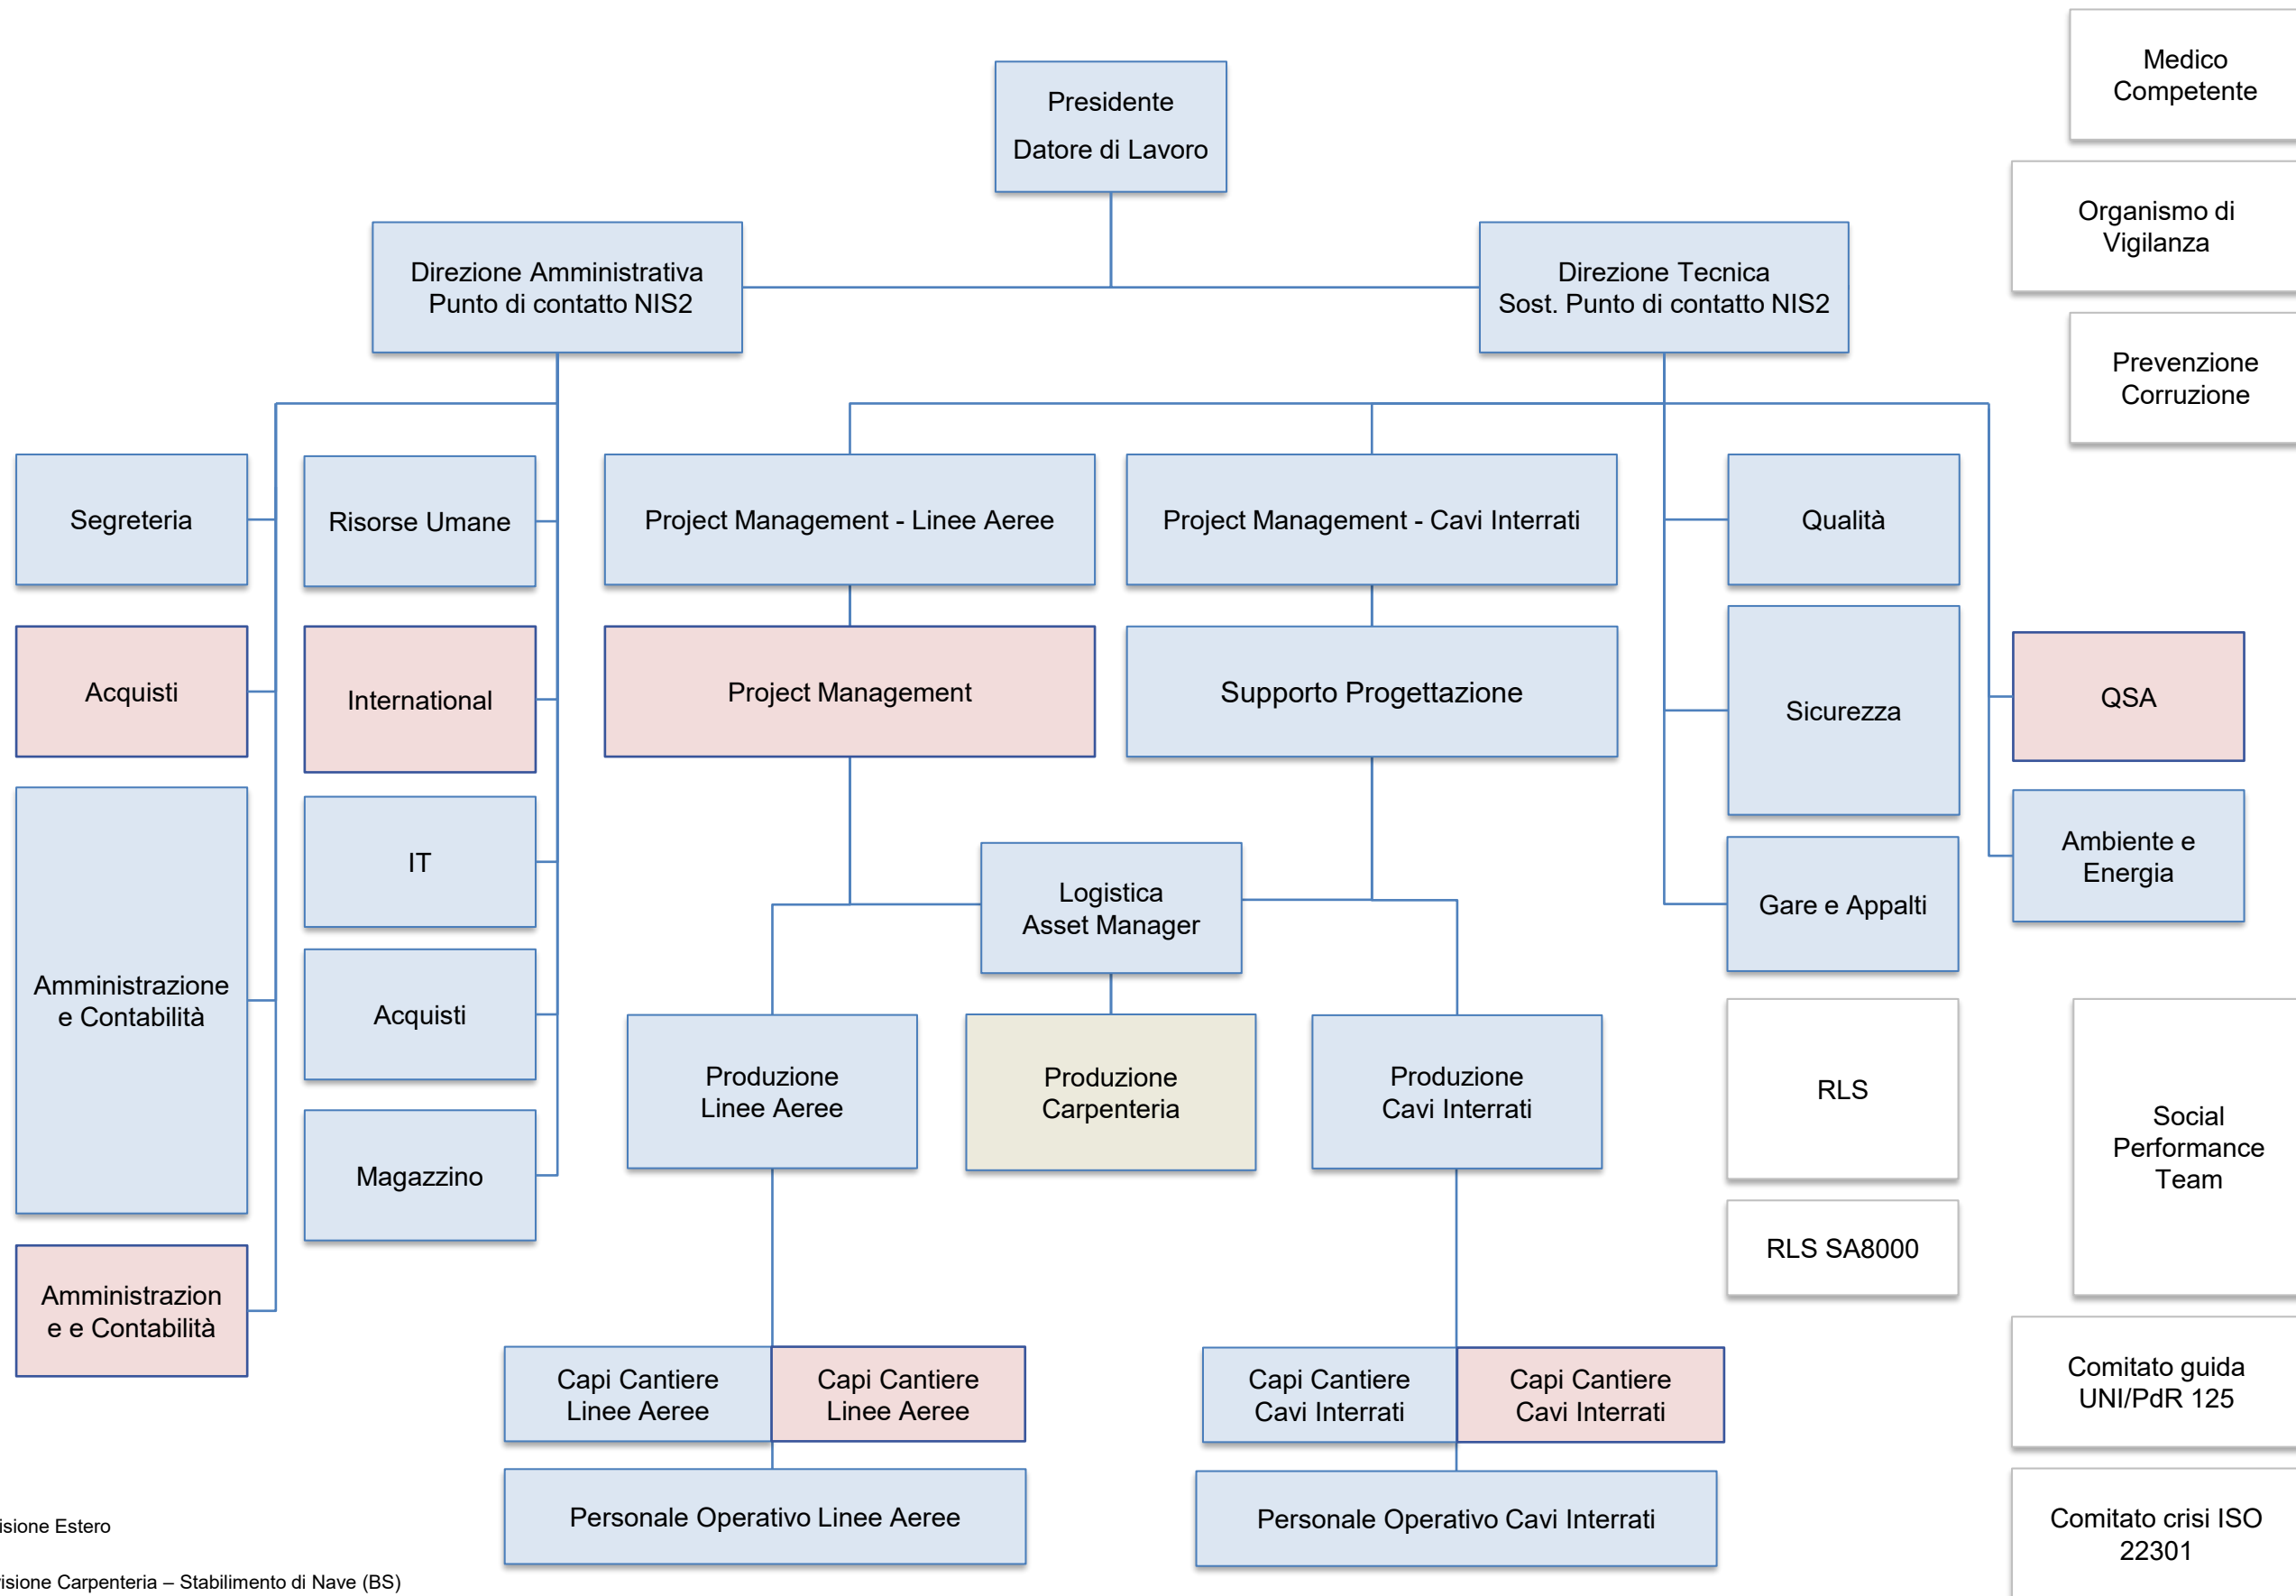 Medico
Competente
Presidente
Datore di Lavoro
Organismo di
Vigilanza
Direzione Amministrativa
Punto di contatto NIS2
Direzione Tecnica
Sost. Punto di contatto NIS2
Prevenzione
Corruzione
Segreteria
Risorse Umane
Project Management - Linee Aeree
Project Management - Cavi Interrati
Qualità
Acquisti
International
Project Management
Supporto Progettazione
Sicurezza
QSA
IT
Logistica
Asset Manager
Gare e Appalti
Ambiente e
Energia
Amministrazione
e Contabilità
Acquisti
Produzione
Linee Aeree
Produzione
Carpenteria
Produzione
Cavi Interrati
RLS
Social
Performance
Team
Magazzino
RLS SA8000
Amministrazion
e e Contabilità
Capi Cantiere
Linee Aeree
Capi Cantiere
Linee Aeree
Capi Cantiere
Cavi Interrati
Capi Cantiere
Cavi Interrati
Comitato guida
UNI/PdR 125
Personale Operativo Linee Aeree
Personale Operativo Cavi Interrati
Comitato crisi ISO
22301
isione Estero
isione Carpenteria – Stabilimento di Nave (BS)